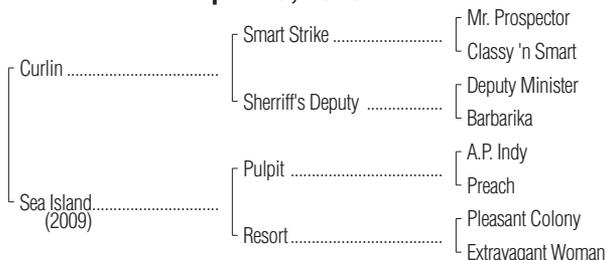 Mr. Prospector
Smart Strike
Classy 'n Smart
Curlin
Deputy Minister
Sherriff's Deputy
Barbarika
A.P. Indy
Pulpit
Preach
Sea Island
(2009)
Pleasant Colony
Resort
Extravagant Woman